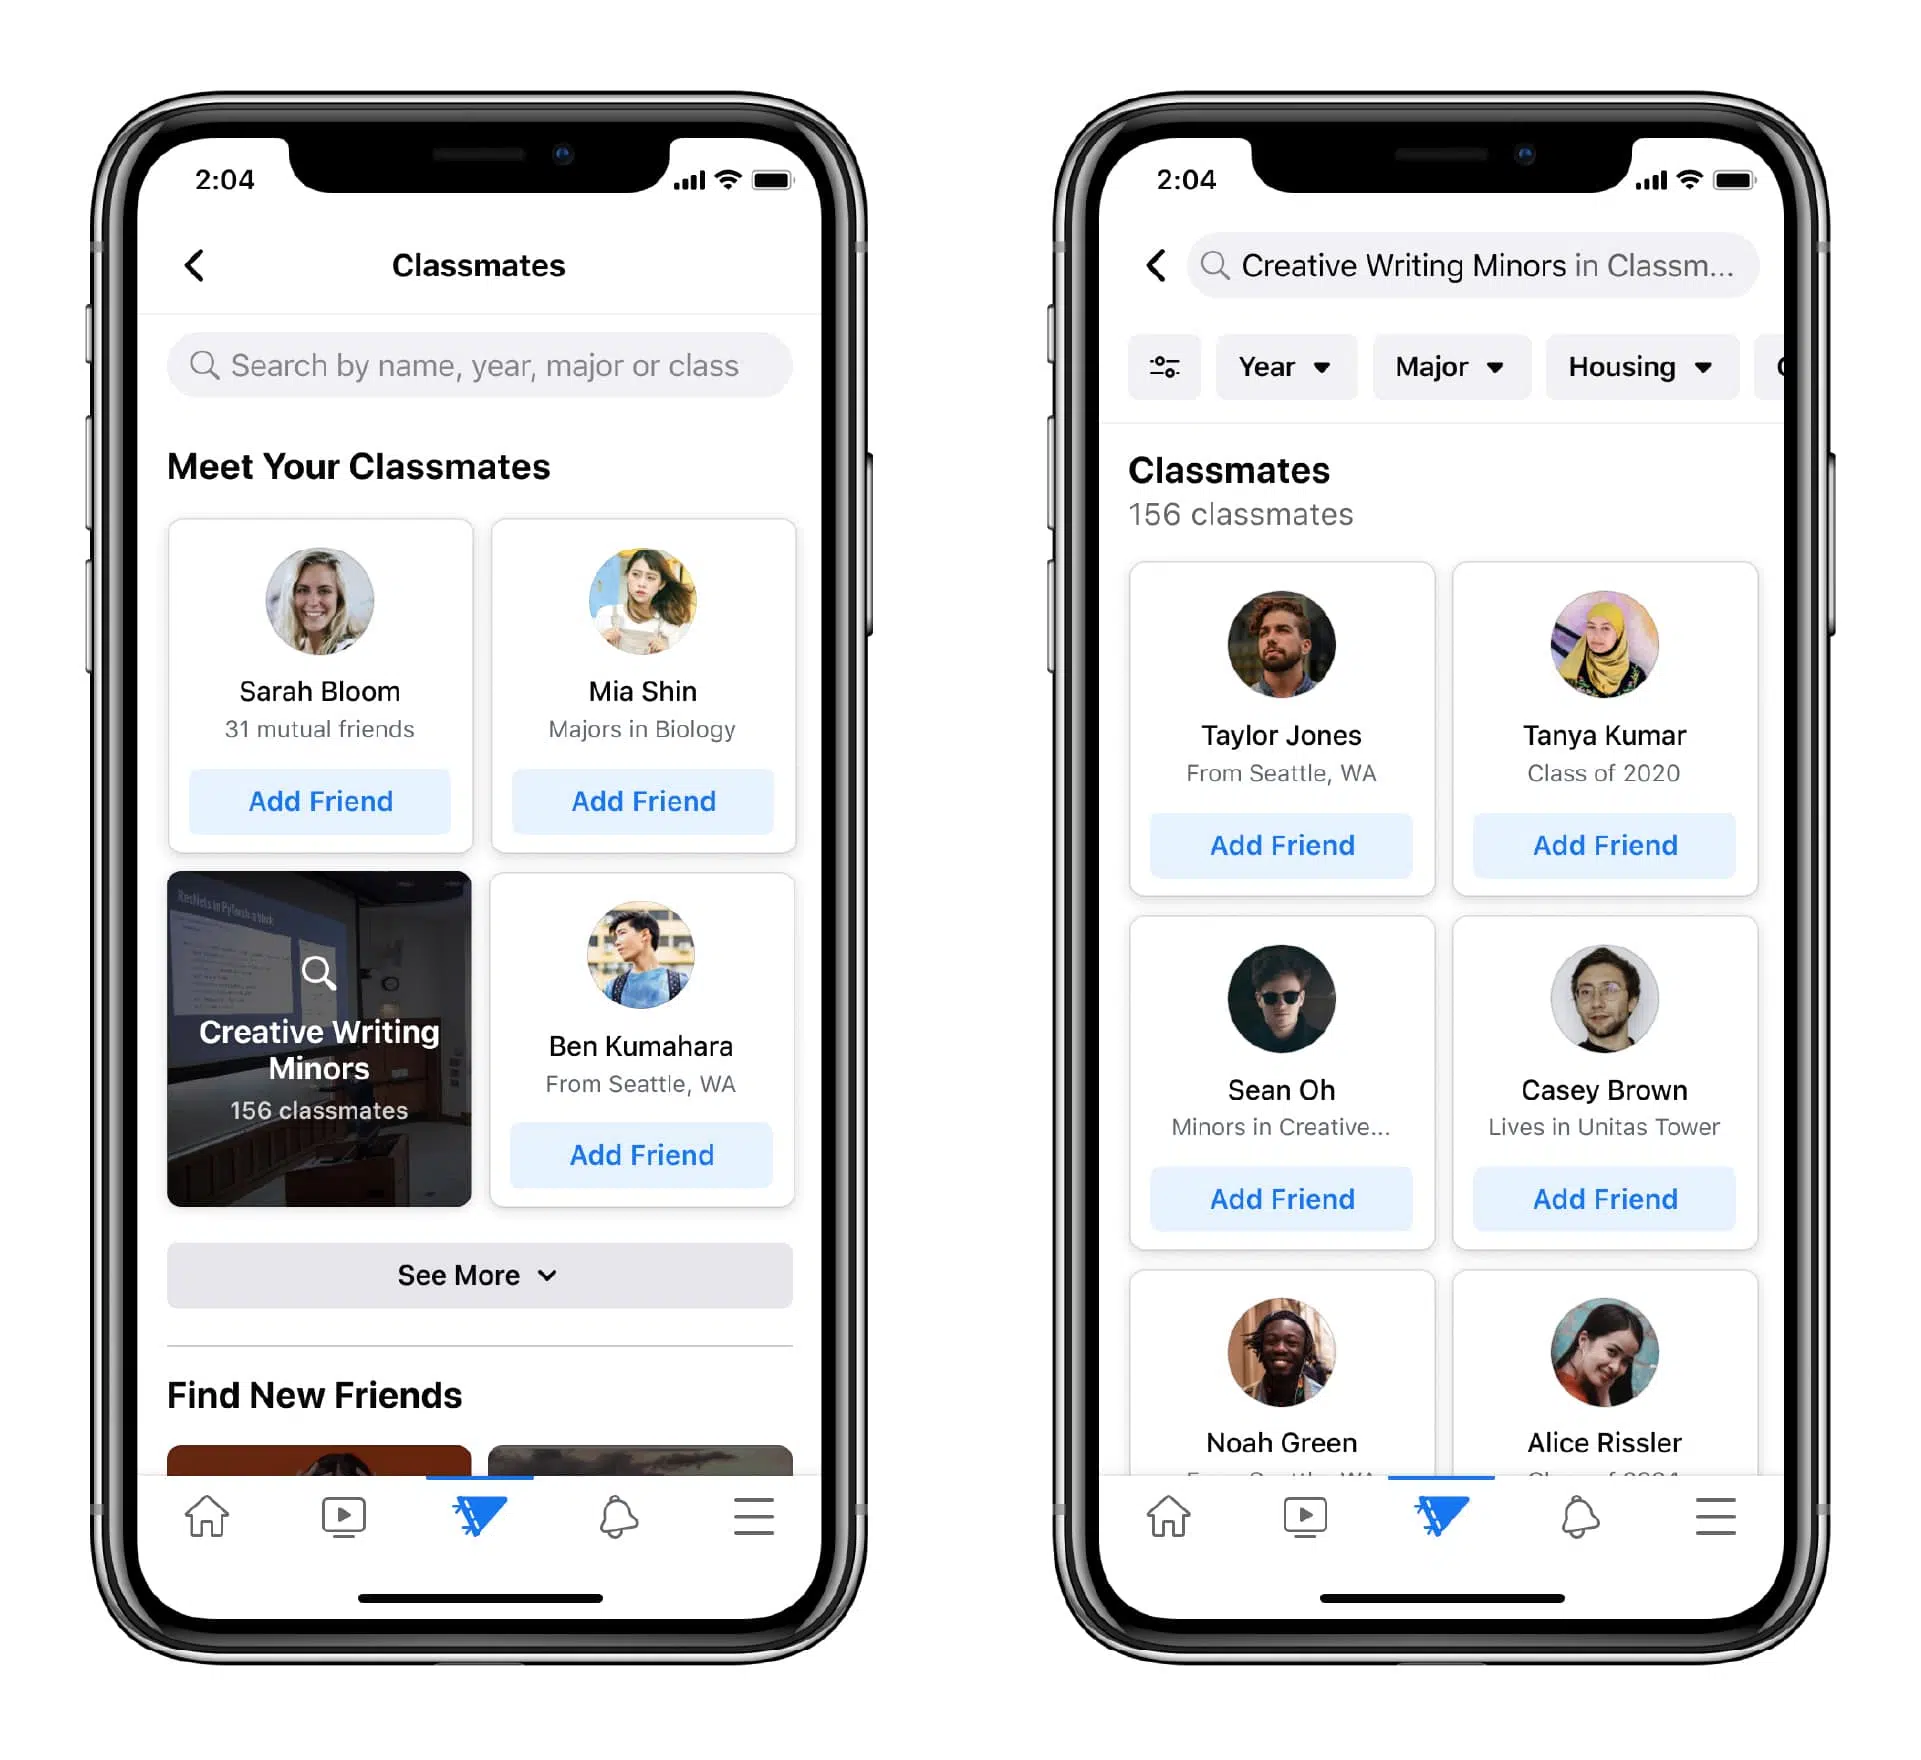 2:04
Classmates
Search by name, year, major or class
Meet Your Classmates
Sarah Bloom
31 mutual friends
Add Friend
Mia Shin
Majors in Biology
Add Friend
ResNets in PyTorch: a block
Creative Writing
Minors
156 classmates
Ben Kumahara
From Seattle, WA
Add Friend
See More
Find New Friends
2:04
Creative Writing Minors in Classm...
Year
Major
Housing
Classmates
156 classmates
Taylor Jones
From Seattle, WA
Add Friend
Tanya Kumar
Class of 2020
Add Friend
Sean Oh
Minors in Creative...
Add Friend
Casey Brown
Lives in Unitas Tower
Add Friend
Noah Green
Alice Rissler